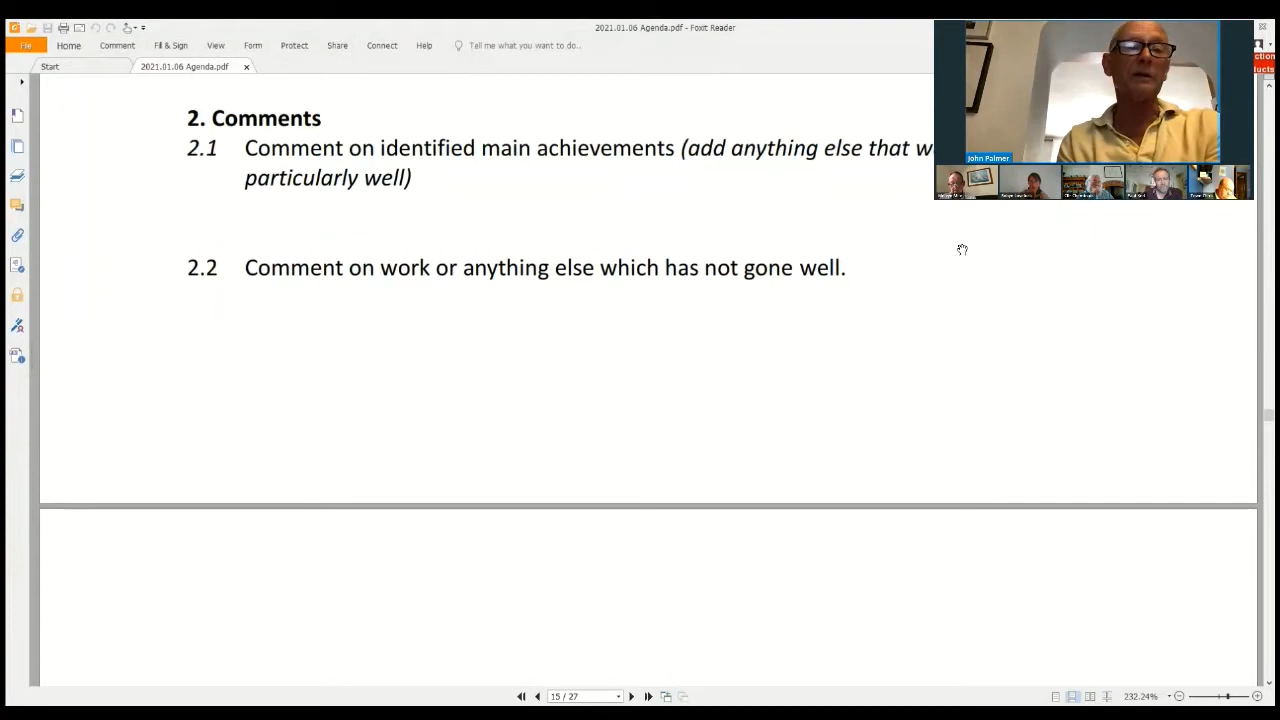 2021.01.06 Agenda.pdf - Foxit Reader
File Home Comment Fill & Sign View Form Protect Share Connect Help Tell me what you want to do...
Start 2021.01.06 Agenda.pdf
2. Comments
2.1 Comment on identified main achievements (add anything else that w
particularly well)
2.2 Comment on work or anything else which has not gone well.
John Palmer
Town Clerk
15 / 27
232.24%